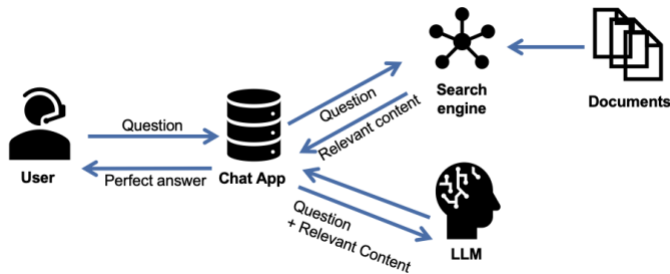 Question
Perfect answer
User
Chat App
Question
Relevant content
Search
engine
Documents
Question
+ Relevant Content
LLM